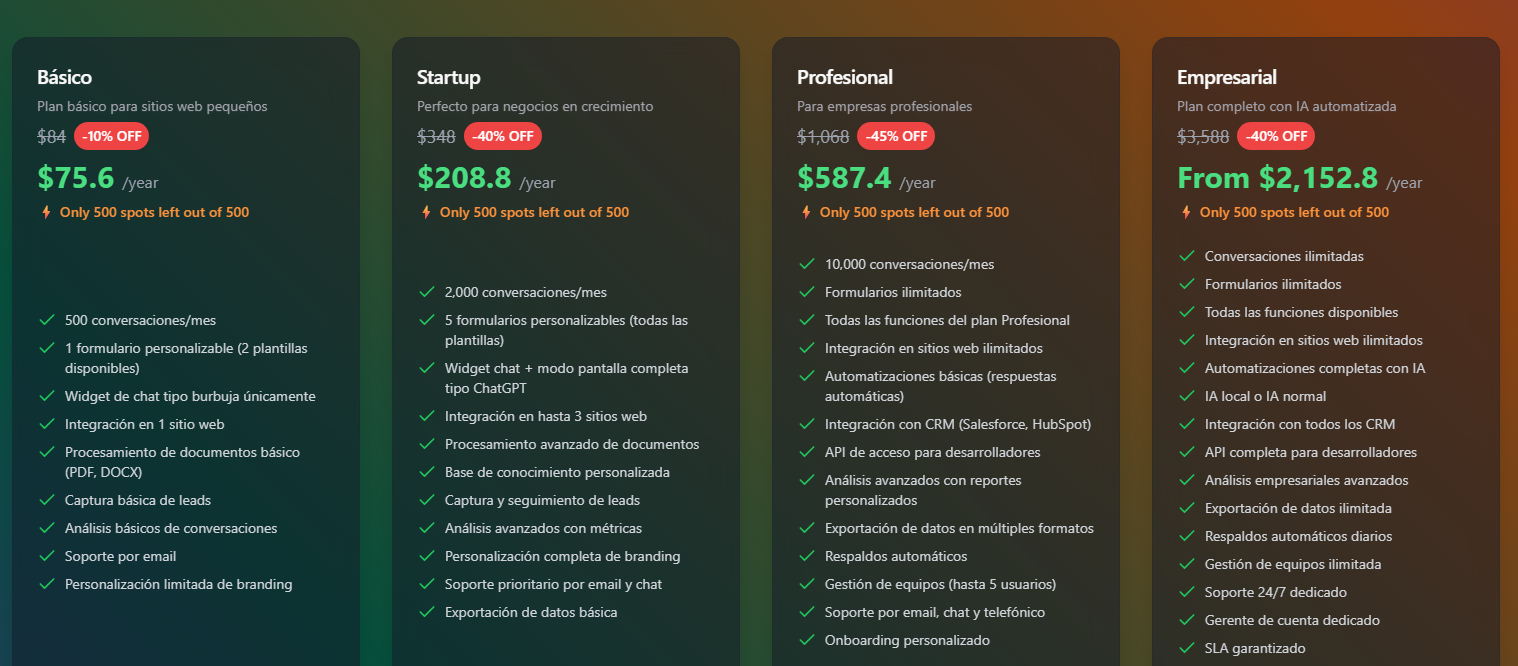 Básico
Plan básico para sitios web pequeños
$84 -10% OFF
$75.6 /year
Only 500 spots left out of 500
500 conversaciones/mes
1 formulario personalizable (2 plantillas
disponibles)
Widget de chat tipo burbuja únicamente
Integración en 1 sitio web
Procesamiento de documentos básico
(PDF, DOCX)
Captura básica de leads
Análisis básicos de conversaciones
Soporte por email
Personalización limitada de branding
Startup
Perfecto para negocios en crecimiento
$348 -40% OFF
$208.8 /year
Only 500 spots left out of 500
2,000 conversaciones/mes
5 formularios personalizables (todas las
plantillas)
Widget chat + modo pantalla completa
tipo ChatGPT
Integración en hasta 3 sitios web
Procesamiento avanzado de documentos
Base de conocimiento personalizada
Captura y seguimiento de leads
Análisis avanzados con métricas
Personalización completa de branding
Soporte prioritario por email y chat
Exportación de datos básica
Profesional
Para empresas profesionales
$1,068 -45% OFF
$587.4 /year
Only 500 spots left out of 500
10,000 conversaciones/mes
Formularios ilimitados
Todas las funciones del plan Profesional
Integración en sitios web ilimitados
Automatizaciones básicas (respuestas
automáticas)
Integración con CRM (Salesforce, HubSpot)
API de acceso para desarrolladores
Análisis avanzados con reportes
personalizados
Exportación de datos en múltiples formatos
Respaldos automáticos
Gestión de equipos (hasta 5 usuarios)
Soporte por email, chat y telefónico
Onboarding personalizado
Empresarial
Plan completo con IA automatizada
$3,588 -40% OFF
From $2,152.8 /year
Only 500 spots left out of 500
Conversaciones ilimitadas
Formularios ilimitados
Todas las funciones disponibles
Integración en sitios web ilimitados
Automatizaciones completas con IA
IA local o IA normal
Integración con todos los CRM
API completa para desarrolladores
Análisis empresariales avanzados
Exportación de datos ilimitada
Respaldos automáticos diarios
Gestión de equipos ilimitada
Soporte 24/7 dedicado
Gerente de cuenta dedicado
SLA garantizado